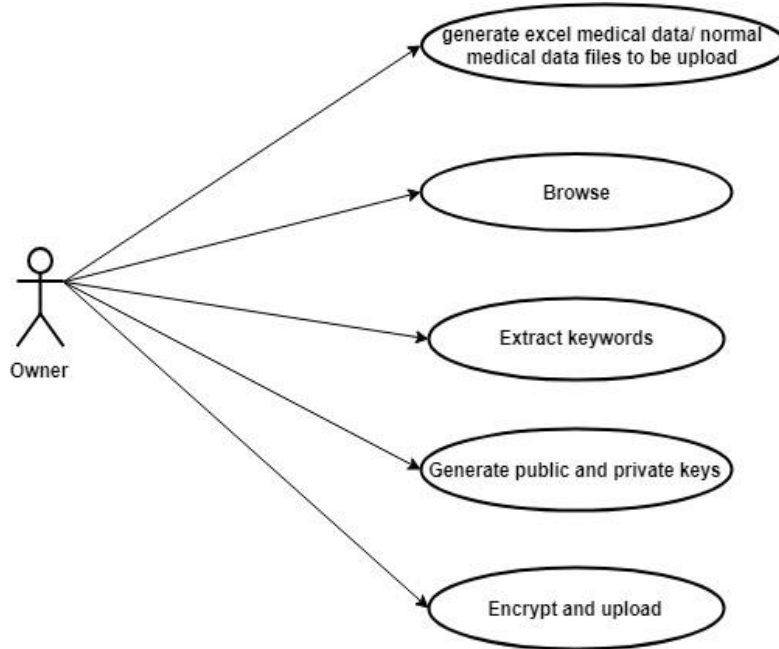 generate excel medical data/ normal
medical data files to be upload
Browse
Extract keywords
Owner
Generate public and private keys
Encrypt and upload